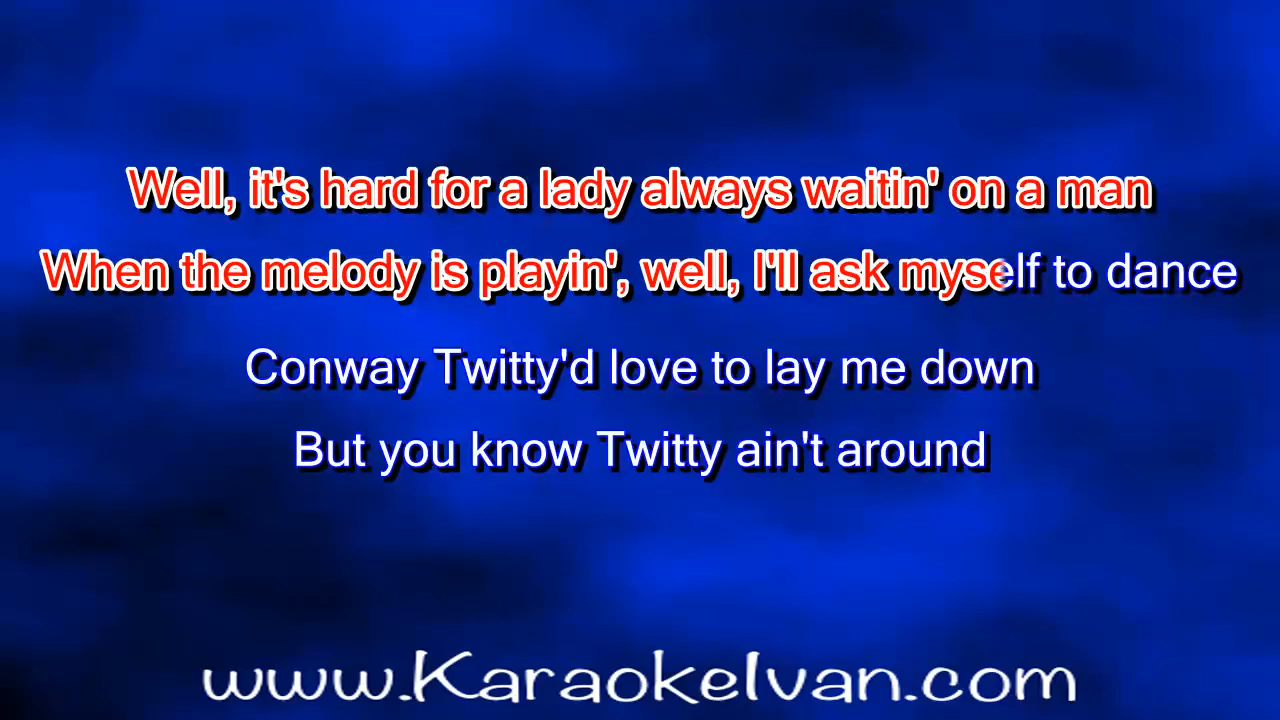 Well, it's hard for a lady always waitin' on a man
When the melody is playin', well, I'll ask myself to dance
Conway Twitty'd love to lay me down
But you know Twitty ain't around
www.KaraokeIvan.com